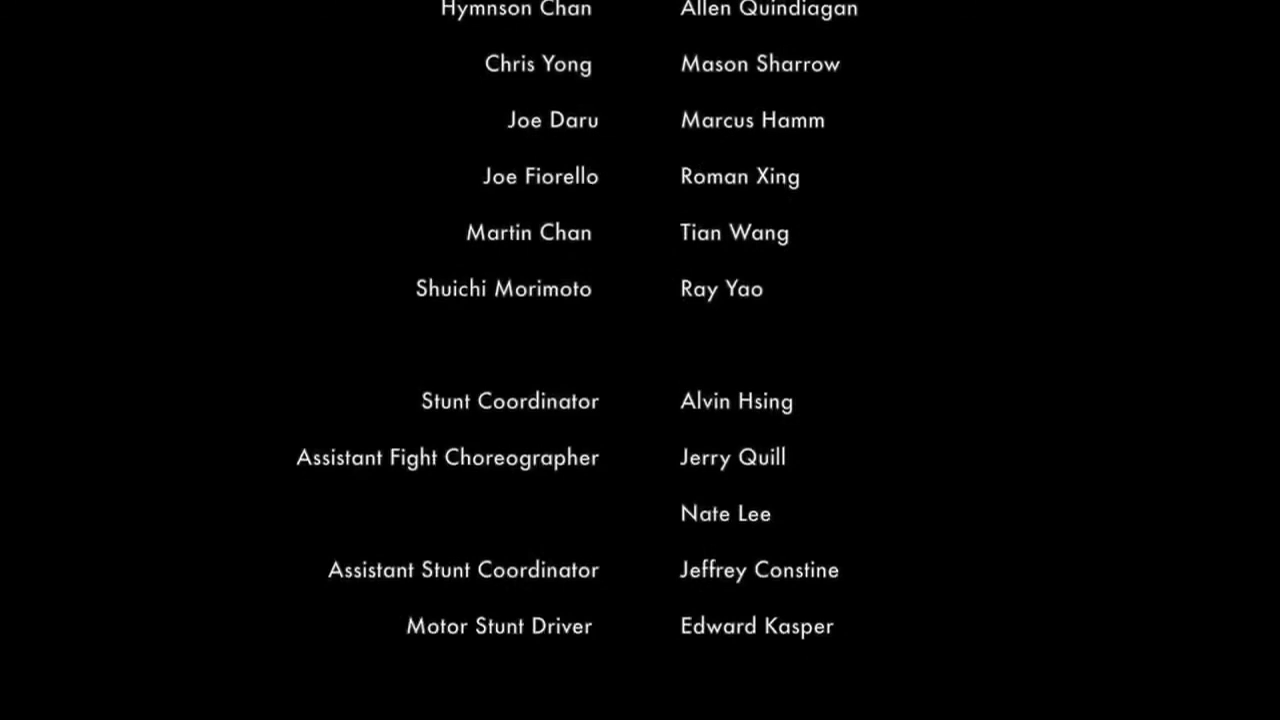 Hymnson Chan Allen Quindiagan
Chris Yong Mason Sharrow
Joe Daru Marcus Hamm
Joe Fiorello Roman Xing
Martin Chan Tian Wang
Shuichi Morimoto Ray Yao
Stunt Coordinator Alvin Hsing
Assistant Fight Choreographer Jerry Quill
Nate Lee
Assistant Stunt Coordinator Jeffrey Constine
Motor Stunt Driver Edward Kasper